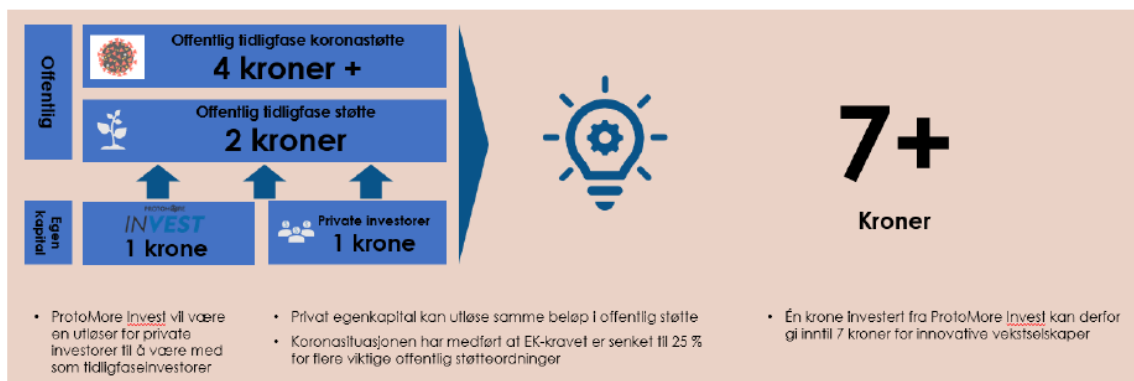 Offentlig
Offentlig tidligfase koronastøtte
4 kroner +
Offentlig tidligfase støtte
2 kroner
Egen
kapital
PROTOMORE
INVEST
1 krone
Private investorer
1 krone
7+
Kroner
• ProtoMore Invest vil være
en utløser for private
investorer til å være med
som tidligfaseinvestorer
• Privat egenkapital kan utløse samme beløp i offentlig støtte
• Koronasituasjonen har medført at EK-kravet er senket til 25 %
for flere viktige offentlig støtteordninger
• Én krone investert fra ProtoMore Invest kan derfor
gi inntil 7 kroner for innovative vekstselskaper